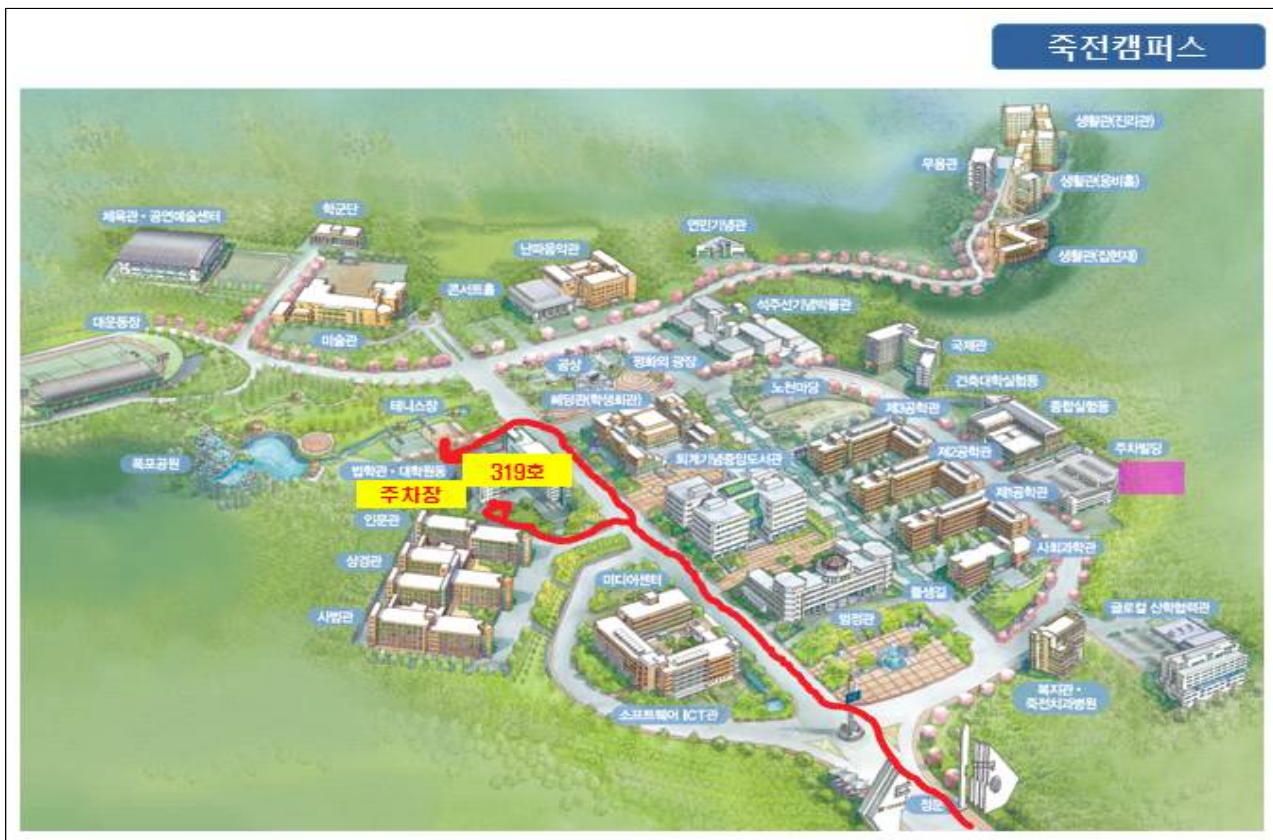 죽전캠퍼스
생활관(진리관)
무용관
생활관(웅비홀)
학군단
체육관・공연예술센터
연민기념관
난파음악관
생활관(집현재)
콘서트홀
석주선기념박물관
대운동장
미술관
국제관
곰상
평화의 광장
노천마당
건축대학실험동
혜당관(학생회관)
테니스장
제3공학관
종합실험동
폭포공원
법학관・대학원동
319호
퇴계기념중앙도서관
제2공학관
주차빌딩
주차장
제1공학관
인문관
사회과학관
상경관
미디어센터
사범관
범정관
글로컬 산학협력관
소프트웨어 ICT관
복지관・
죽전치과병원
정문